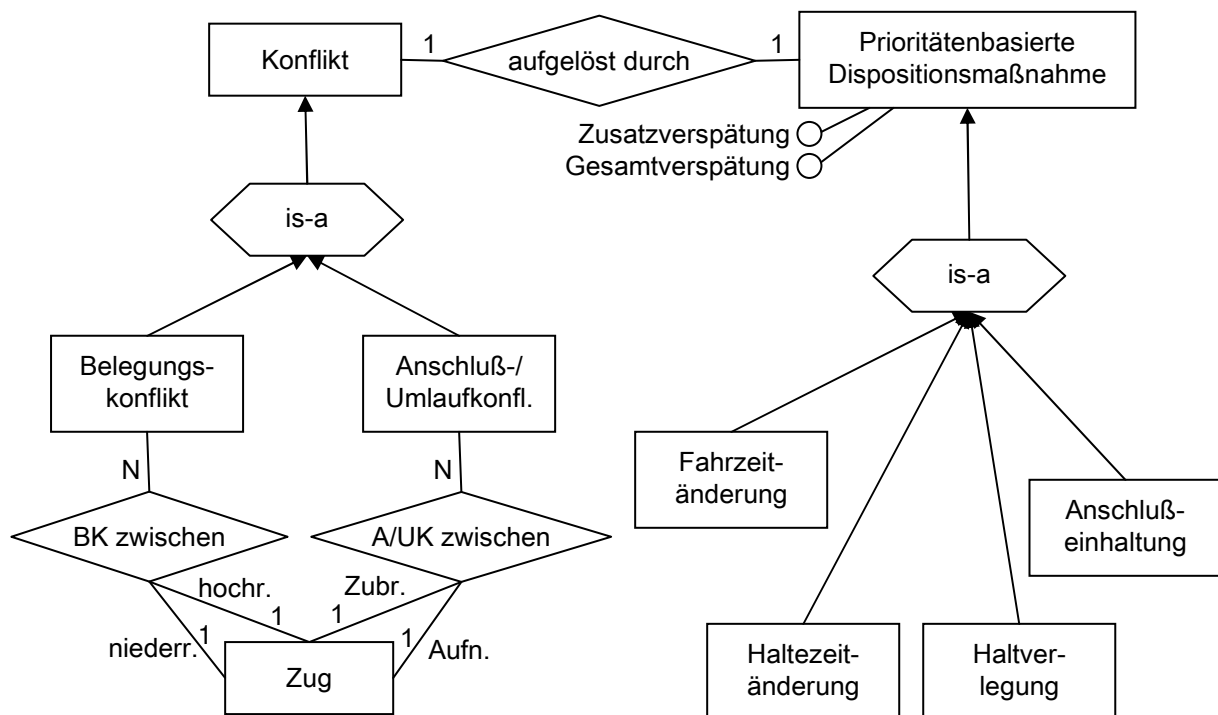 Konflikt
1
aufgelöst durch
1
Prioritätenbasierte
Dispositionsmaßnahme
Zusatzverspätung
Gesamtverspätung
is-a
is-a
Belegungs-
konflikt
Anschluß-/
Umlaufkonfl.
N
N
BK zwischen
A/UK zwischen
hochr.
Zubr.
1
1
niederr.
1
1
Aufn.
Zug
Fahrzeit-
änderung
Anschluß-
einhaltung
Haltezeit-
änderung
Haltver-
legung